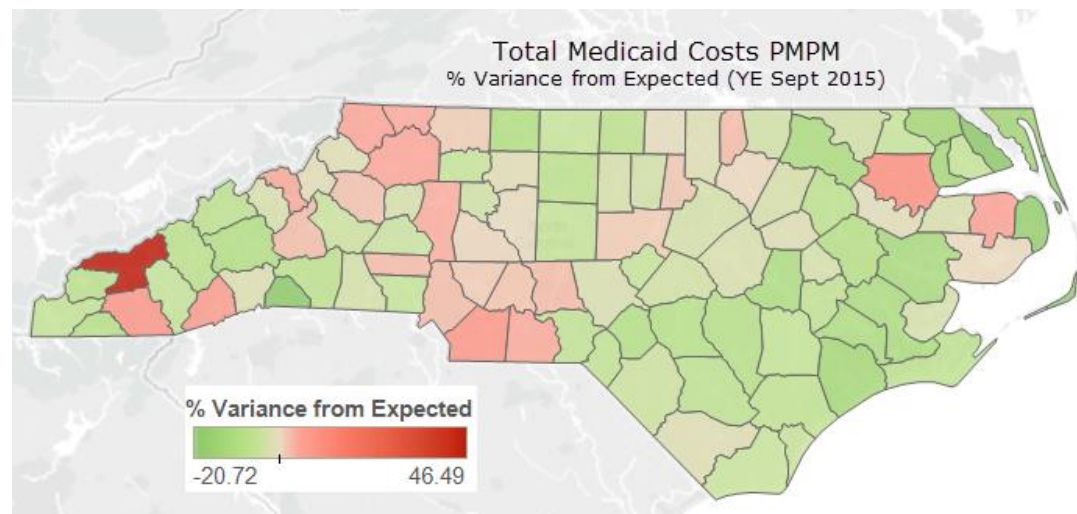 Total Medicaid Costs PMPM
% Variance from Expected (YE Sept 2015)
% Variance from Expected
-20.72 46.49